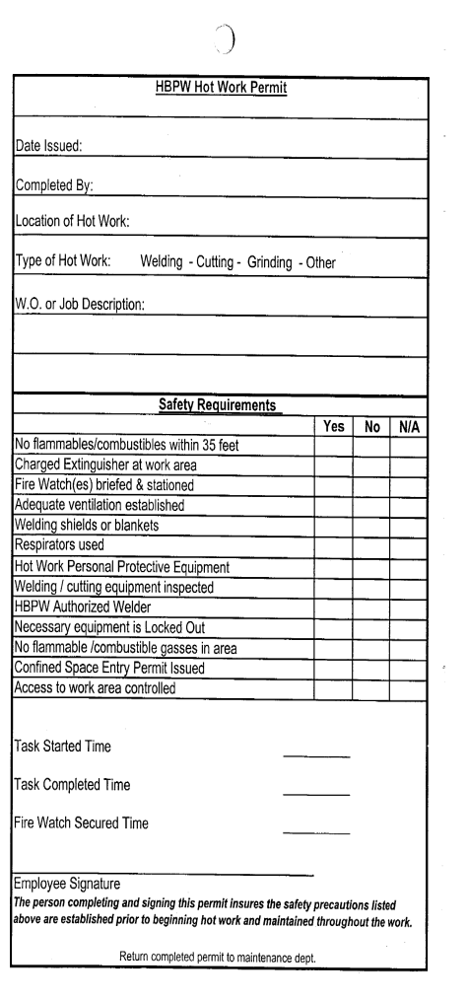 HBPW Hot Work Permit
Date Issued:
Completed By:
Location of Hot Work:
Type of Hot Work: Welding - Cutting - Grinding - Other
W.O. or Job Description:
Safety Requirements
Yes No N/A
No flammables/combustibles within 35 feet
Charged Extinguisher at work area
Fire Watch(es) briefed & stationed
Adequate ventilation established
Welding shields or blankets
Respirators used
Hot Work Personal Protective Equipment
Welding / cutting equipment inspected
HBPW Authorized Welder
Necessary equipment is Locked Out
No flammable /combustible gasses in area
Confined Space Entry Permit Issued
Access to work area controlled
Task Started Time
Task Completed Time
Fire Watch Secured Time
Employee Signature
The person completing and signing this permit insures the safety precautions listed
above are established prior to beginning hot work and maintained throughout the work.
Return completed permit to maintenance dept.